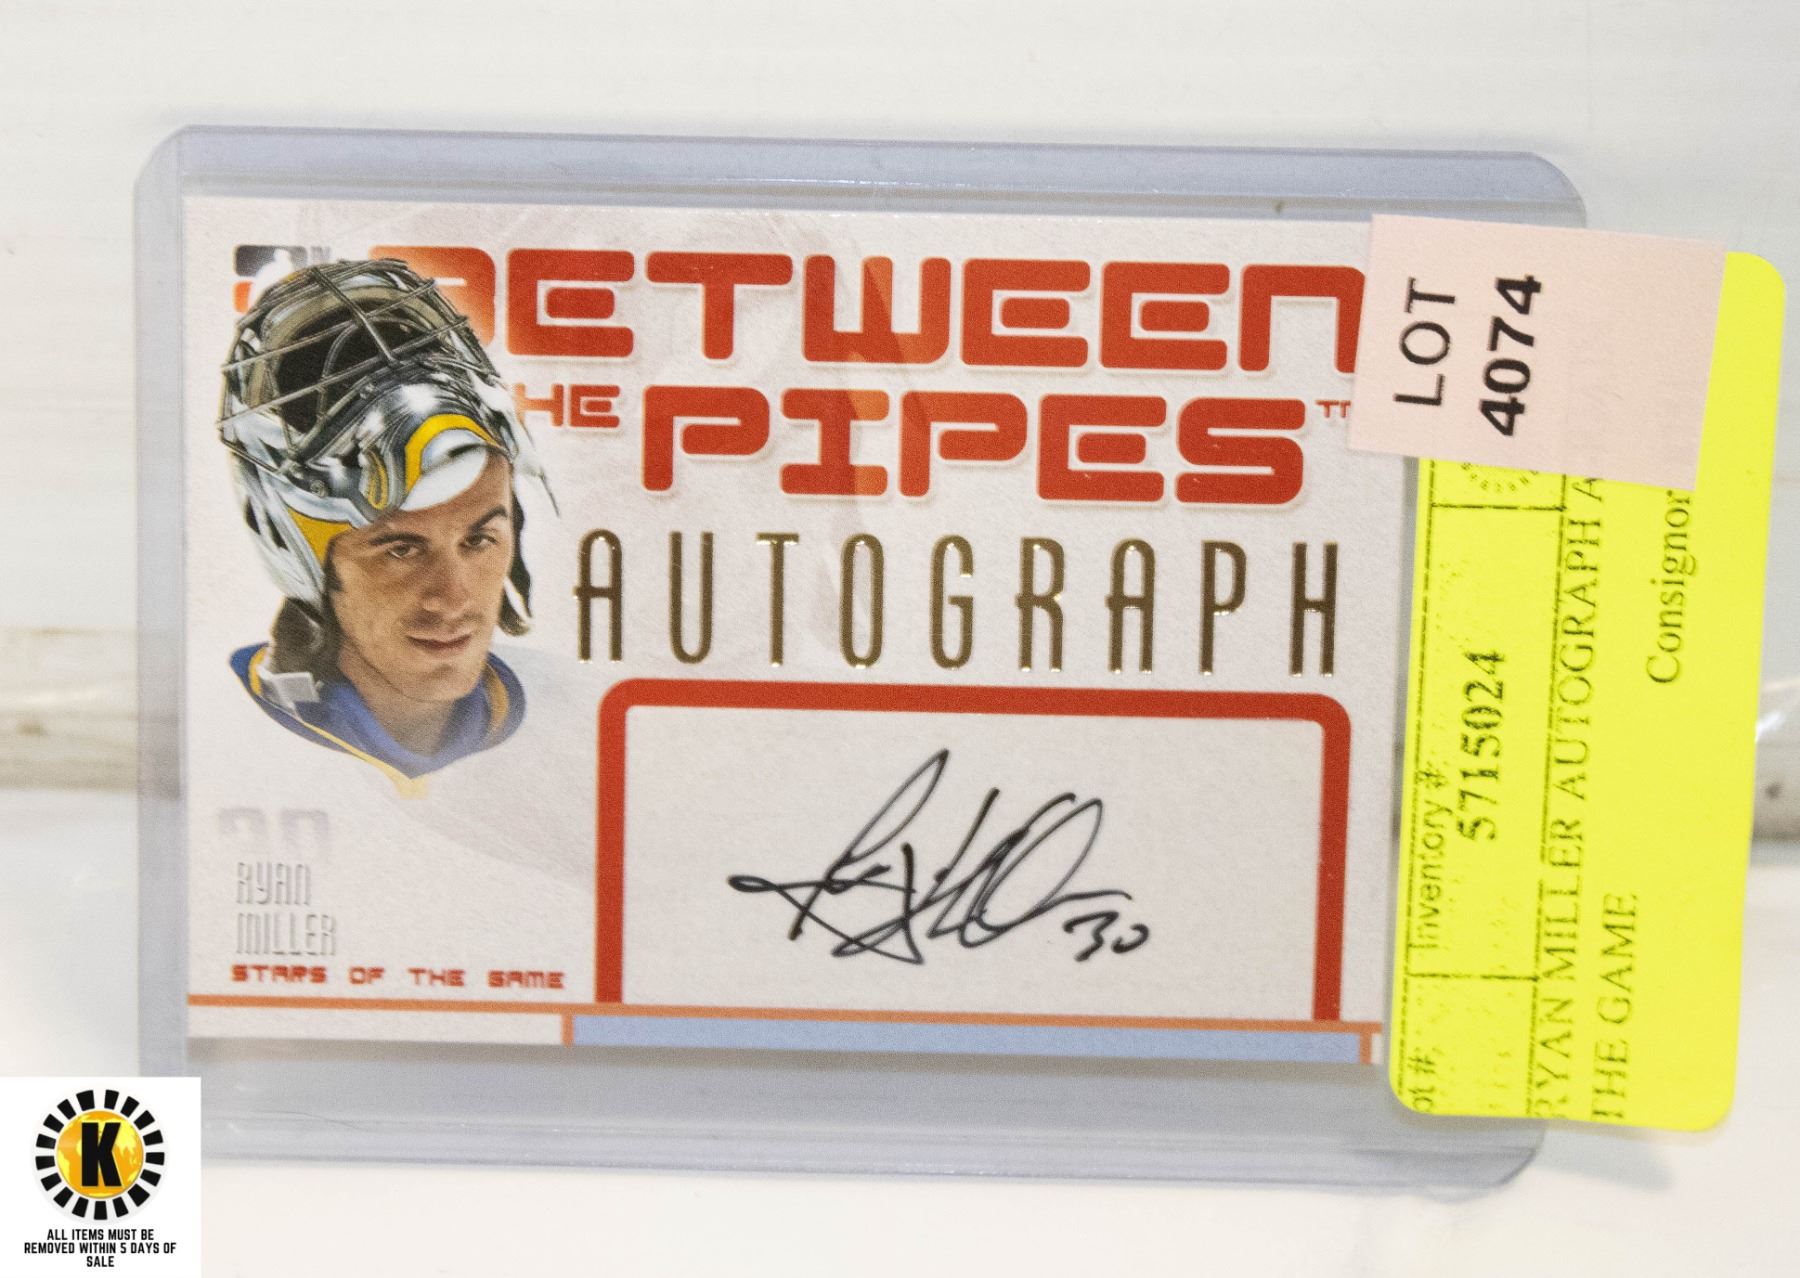 BETWEEN
THE PIPES
AUTOGRAPH
30
RYAN
MILLER
STARS OF THE GAME
30
LOT
4074
Inventory #:
5715024
RYAN MILLER AUTOGRAPH
THE GAME
Consignor
K
ALL ITEMS MUST BE
REMOVED WITHIN 5 DAYS OF
SALE